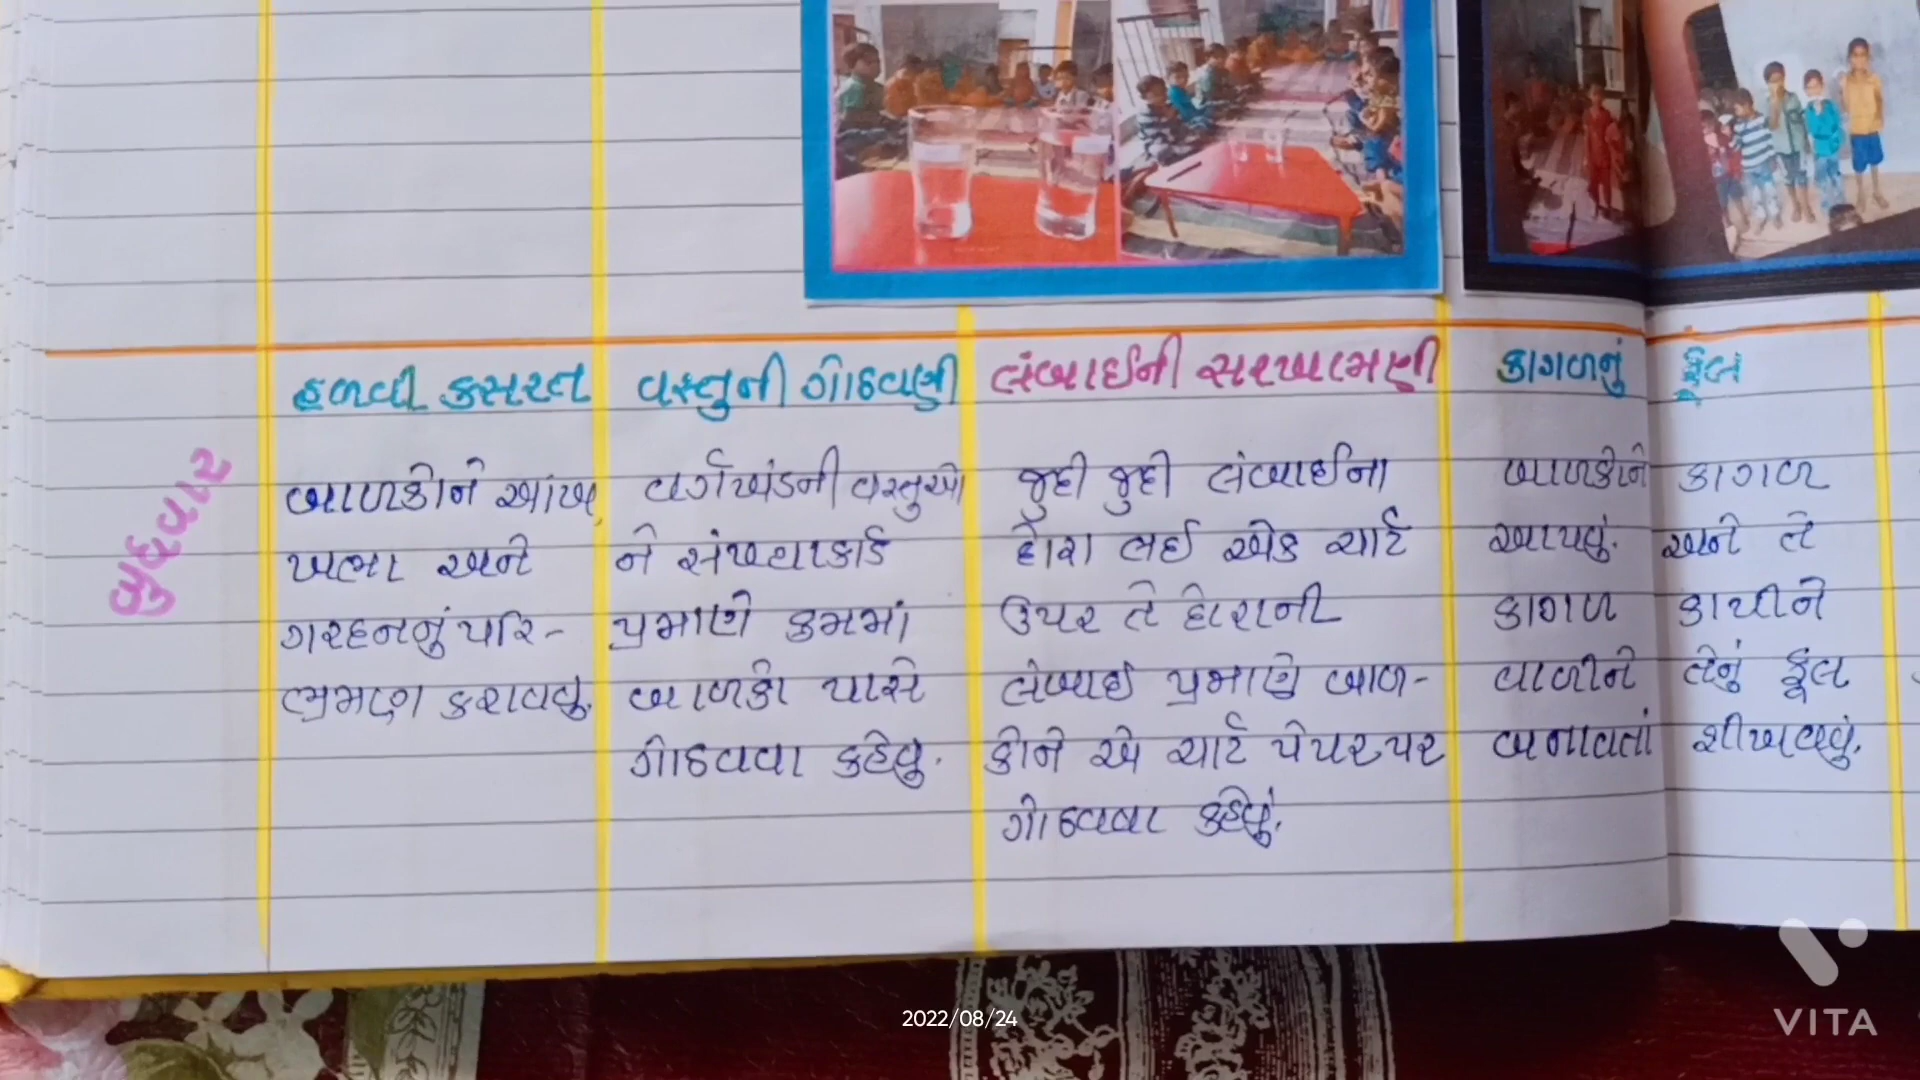 બુધવાર
હળવી કસરત
બાળકોને આંખ,
ખભા અને
ગરદનનું પરિ-
ભ્રમણ કરાવવું.
વસ્તુની ગોઠવણી
વર્ગખંડની વસ્તુઓ
ને સંખ્યાકાર્ડ
પ્રમાણે ક્રમમાં
બાળકો પાસે
ગોઠવવા કહેવુ.
લંબાઈની સરખામણી
જુદી જુદી લંબાઈના
દોરા લઈ એક ચાર્ટ
ઉપર તે દોરાની
લંબાઈ પ્રમાણે બાળ-
કોને એ ચાર્ટ પેપર પર
ગોઠવવા કહેવું.
કાગળનું ફૂલ
બાળકોને કાગળ
આપવું. અને તે
કાગળ કાપીને
વાળીને તેનું ફૂલ
બનાવતાં શીખવવું.
2022/08/24
VITA